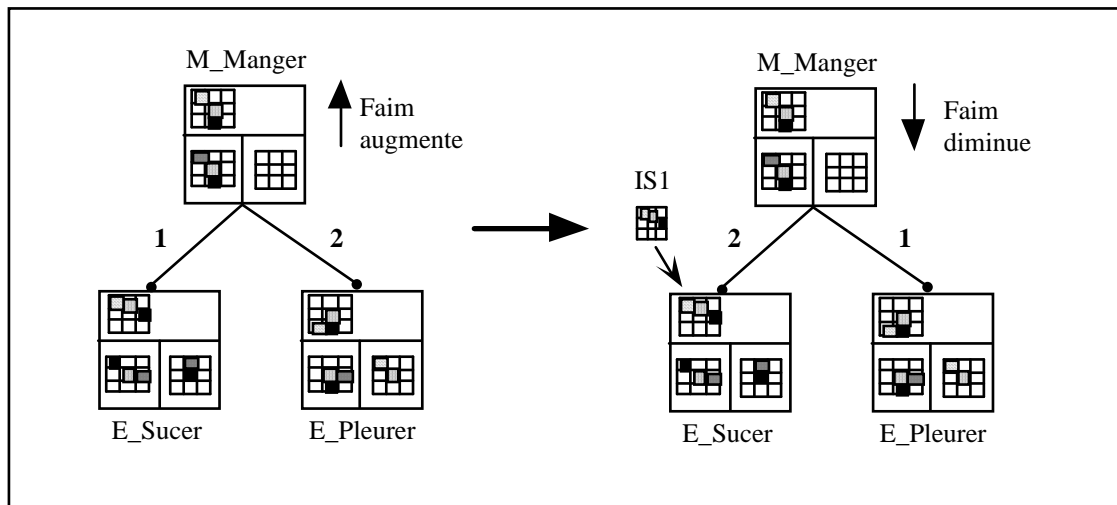 M_Manger
Faim
augmente
1
2
E_Sucer
E_Pleurer
M_Manger
Faim
diminue
IS1
2
1
E_Sucer
E_Pleurer